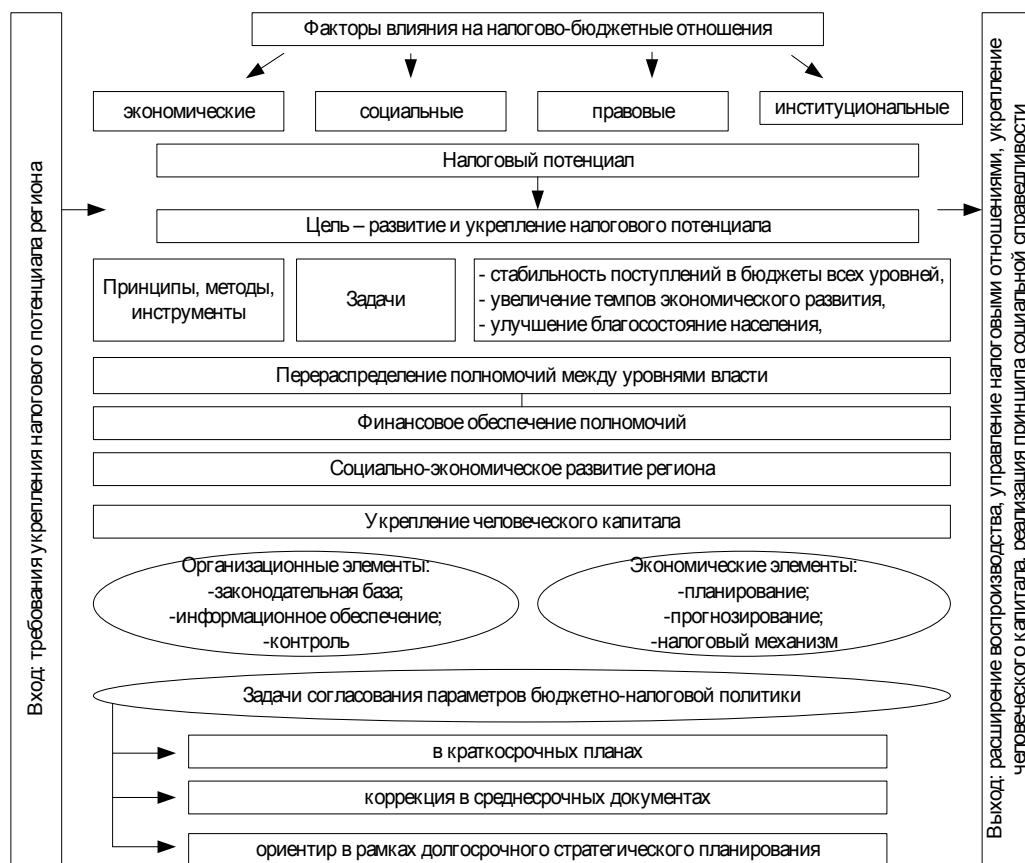 Факторы влияния на налогово-бюджетные отношения
экономические
социальные
правовые
институциональные
Налоговый потенциал
Цель – развитие и укрепление налогового потенциала
Принципы, методы,
инструменты
Задачи
- стабильность поступлений в бюджеты всех уровней,
- увеличение темпов экономического развития,
- улучшение благосостояние населения,
Перераспределение полномочий между уровнями власти
Финансовое обеспечение полномочий
Социально-экономическое развитие региона
Укрепление человеческого капитала
Организационные элементы:
-законодательная база;
-информационное обеспечение;
-контроль
Экономические элементы:
-планирование;
-прогнозирование;
-налоговый механизм
Задачи согласования параметров бюджетно-налоговой политики
в краткосрочных планах
коррекция в среднесрочных документах
ориентир в рамках долгосрочного стратегического планирования
Вход: требования укрепления налогового потенциала региона
Выход: расширение воспроизводства, управление налоговыми отношениями, укрепление
человеческого капитала, реализация принципа социальной справедливости